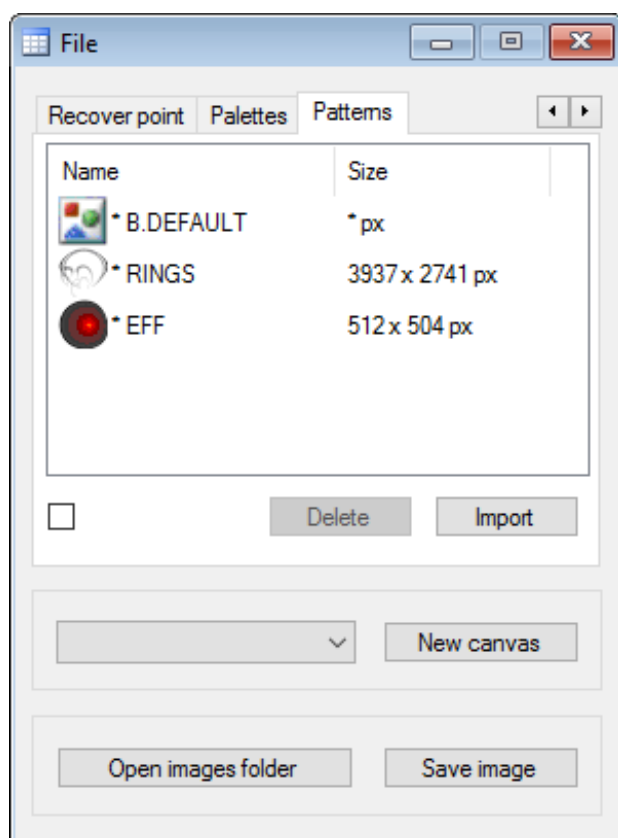 File
Recover point Palettes Patterns
Name Size
* B.DEFAULT * px
* RINGS 3937 x 2741 px
* EFF 512 x 504 px
Delete Import
New canvas
Open images folder Save image